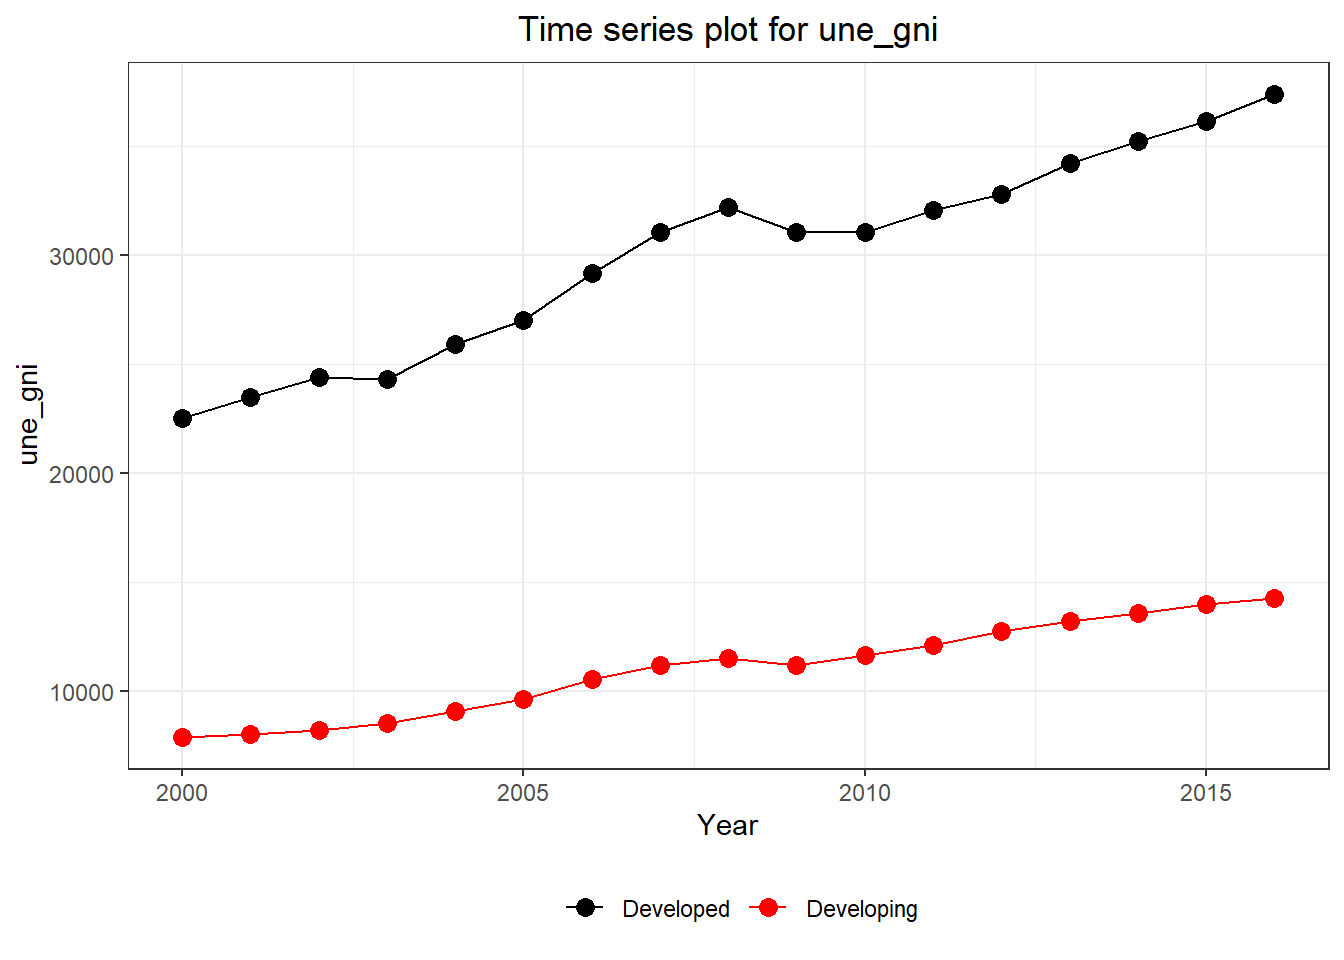 Time series plot for une_gni
30000
20000
10000
une_gni
2000 2005 2010 2015
Year
Developed Developing